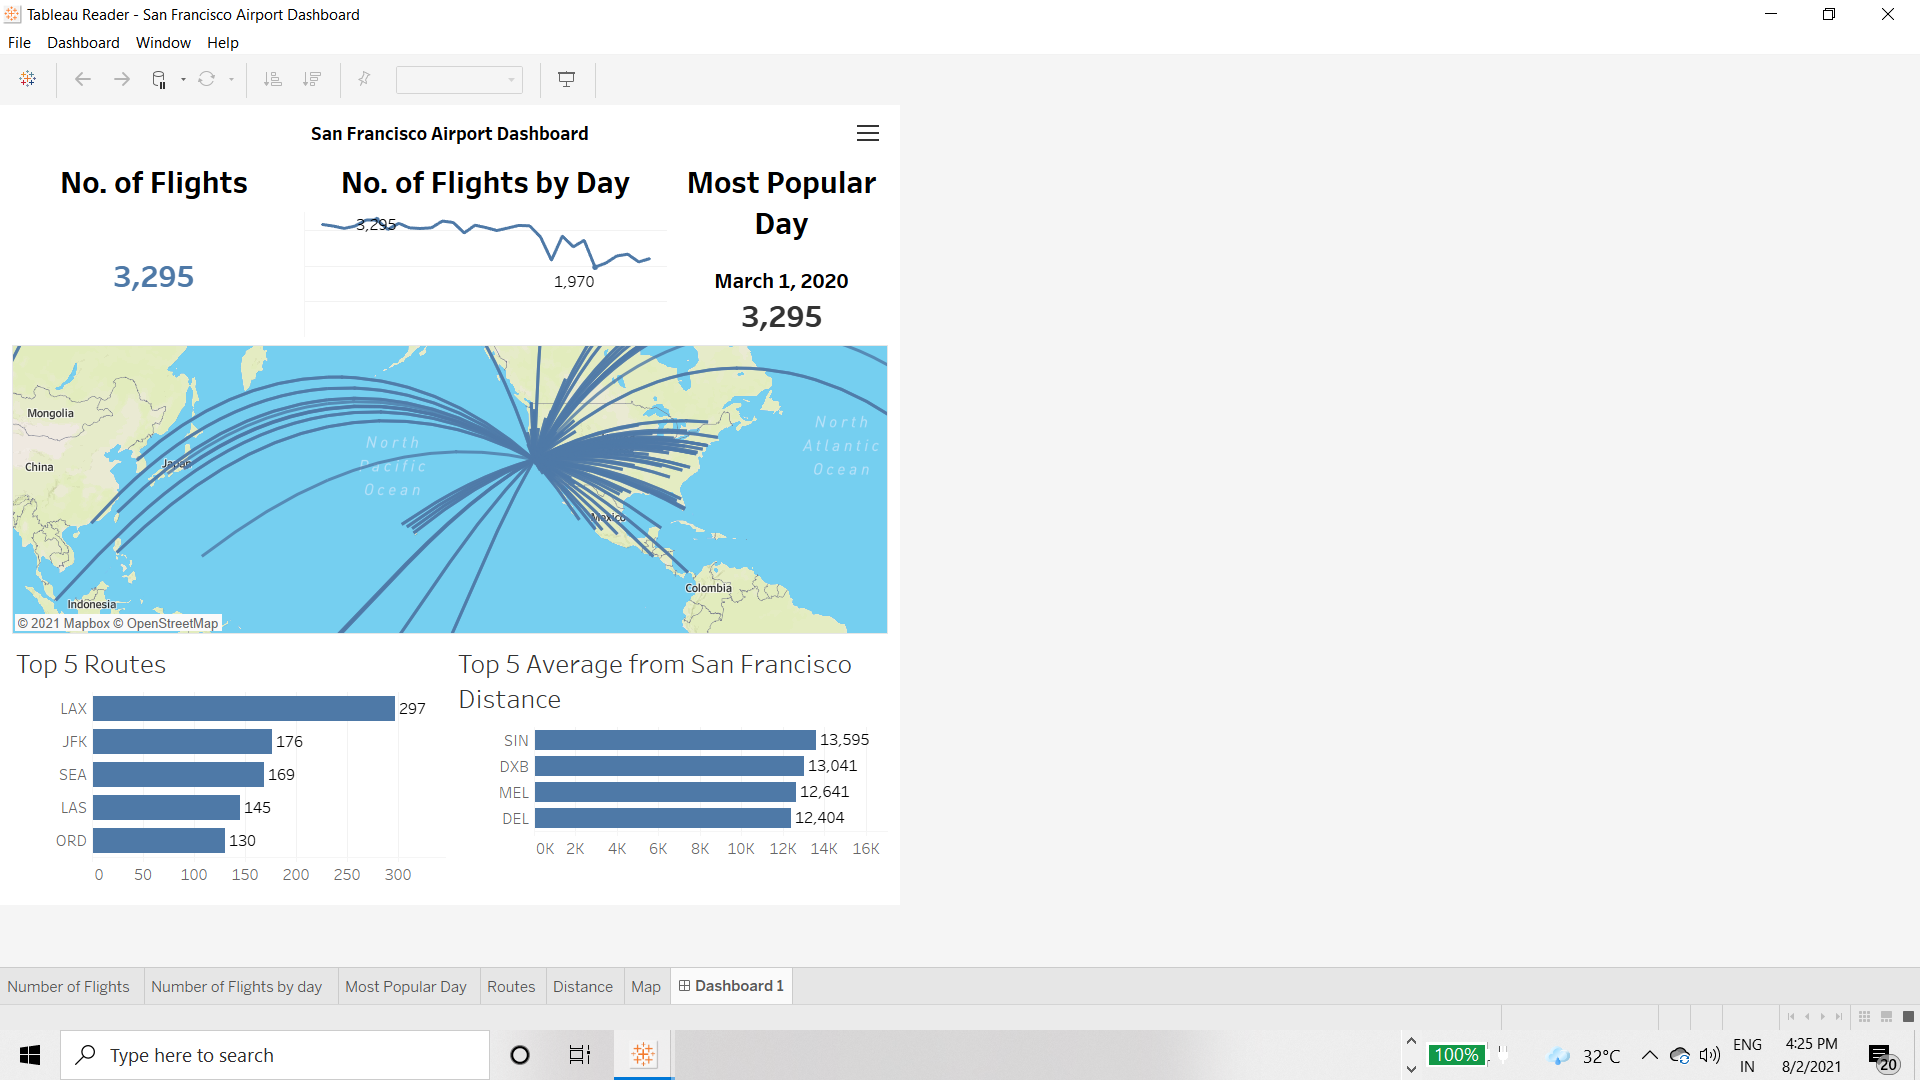 Tableau Reader - San Francisco Airport Dashboard
File Dashboard Window Help
San Francisco Airport Dashboard
No. of Flights
3,295
No. of Flights by Day
3,295
1,970
Most Popular
Day
March 1, 2020
3,295
Mongolia
China
Japan
North
Pacific
Ocean
North
Atlantic
Ocean
Mexico
Colombia
Indonesia
© 2021 Mapbox © OpenStreetMap
Top 5 Routes
LAX 297
JFK 176
SEA 169
LAS 145
ORD 130
0 50 100 150 200 250 300
Top 5 Average from San Francisco
Distance
SIN 13,595
DXB 13,041
MEL 12,641
DEL 12,404
0K 2K 4K 6K 8K 10K 12K 14K 16K
Number of Flights Number of Flights by day Most Popular Day Routes Distance Map Dashboard 1
Type here to search
100%
32°C
ENG
IN
4:25 PM
8/2/2021
20